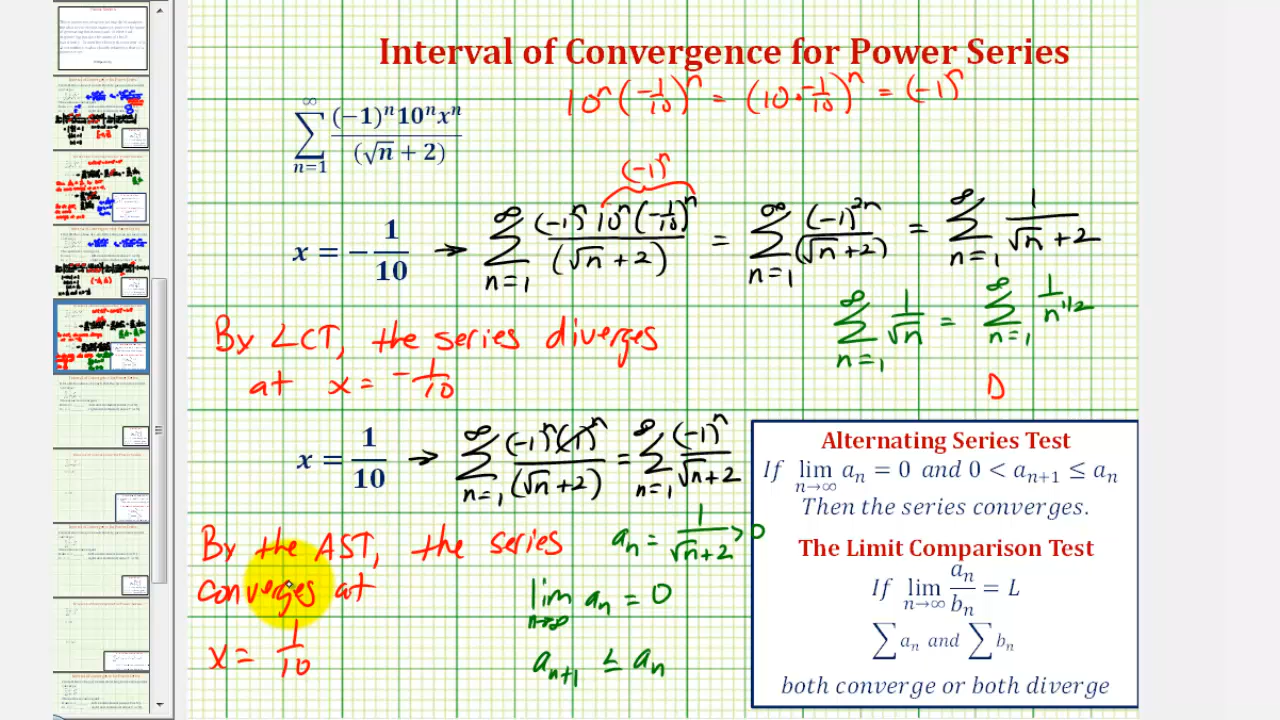 Interval of Convergence for Power Series
10ⁿ(-1/10)ⁿ = (10·-1/10)ⁿ = (-1)ⁿ
∑_{n=1}^{∞} (−1)ⁿ10ⁿxⁿ / (√n + 2)
(-1)ⁿ
x = −1/10 → ∑_{n=1}^{∞} (-1)ⁿ 10ⁿ(-1/10)ⁿ / (√n + 2) = ∑_{n=1}^{∞} (-1)²ⁿ / (√n + 2) = ∑_{n=1}^{∞} 1 / √n + 2
∑_{n=1}^{∞} 1/√n = ∑_{n=1}^{∞} 1/n^{1/2}
D
By LCT, the series diverges
at x = -1/10
x = 1/10 → ∑_{n=1}^{∞} (-1)ⁿ(1)ⁿ / (√n + 2) = ∑_{n=1}^{∞} (-1)ⁿ / √n + 2
By the AST, the series
converges at
x = 1/10
aₙ = 1 / √n + 2 > 0
lim_{n→∞} aₙ = 0
aₙ₊₁ ≤ aₙ
Alternating Series Test
If lim_{n→∞} aₙ = 0 and 0 < aₙ₊₁ ≤ aₙ
Then the series converges.
The Limit Comparison Test
If lim_{n→∞} aₙ/bₙ = L
∑ aₙ and ∑ bₙ
both converge or both diverge